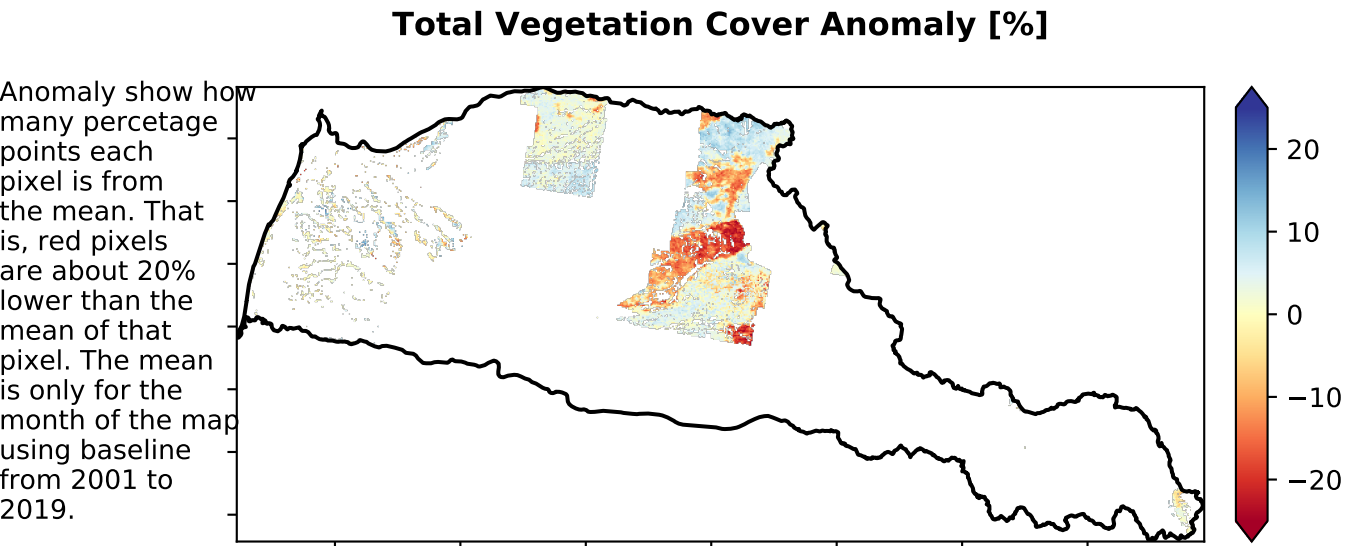 Total Vegetation Cover Anomaly [%]
Anomaly show how
many percetage
points each
pixel is from
the mean. That
is, red pixels
are about 20%
lower than the
mean of that
pixel. The mean
is only for the
month of the map
using baseline
from 2001 to
2019.
20
10
0
−10
−20